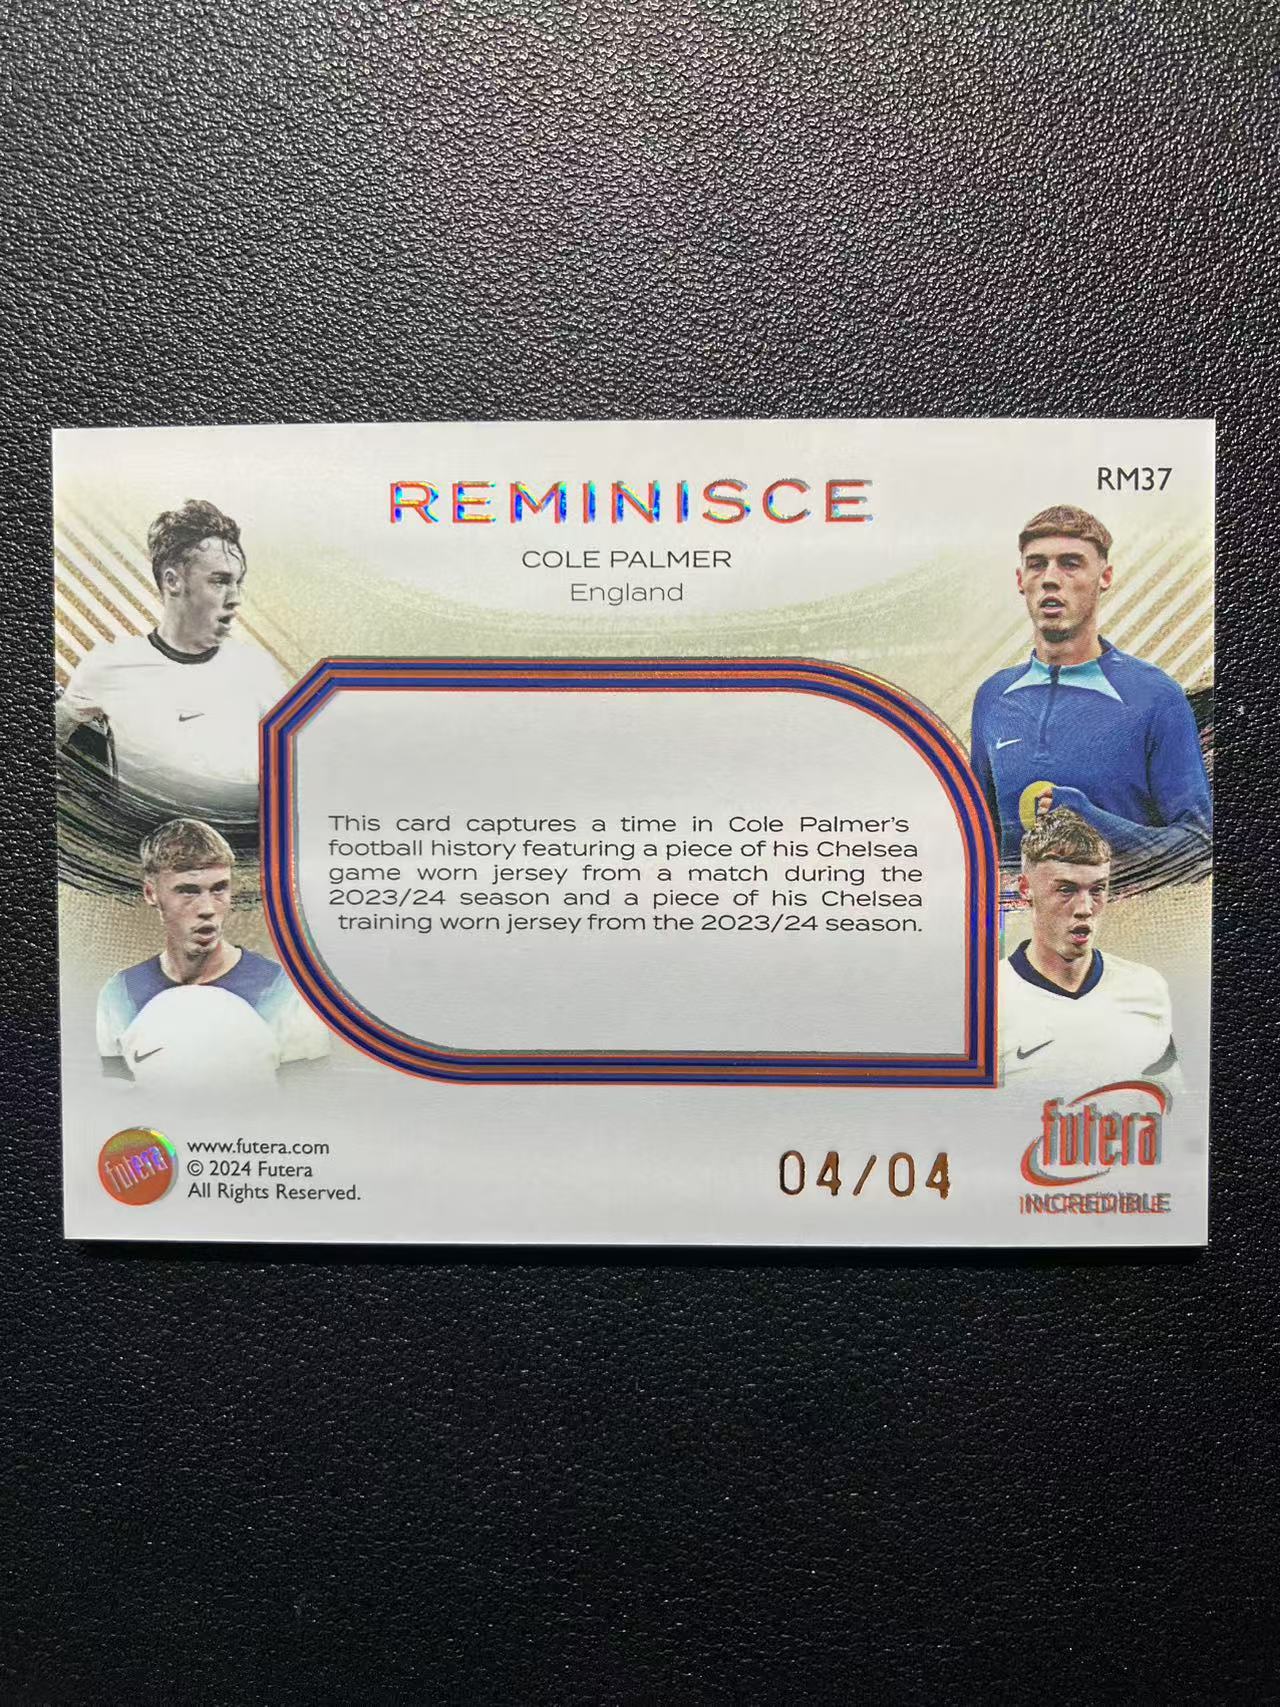 RM37
REMINISCE
COLE PALMER
England
This card captures a time in Cole Palmer's
football history featuring a piece of his Chelsea
game worn jersey from a match during the
2023/24 season and a piece of his Chelsea
training worn jersey from the 2023/24 season.
futera
www.futera.com
© 2024 Futera
All Rights Reserved.
04/04
futera
INCREDIBLE